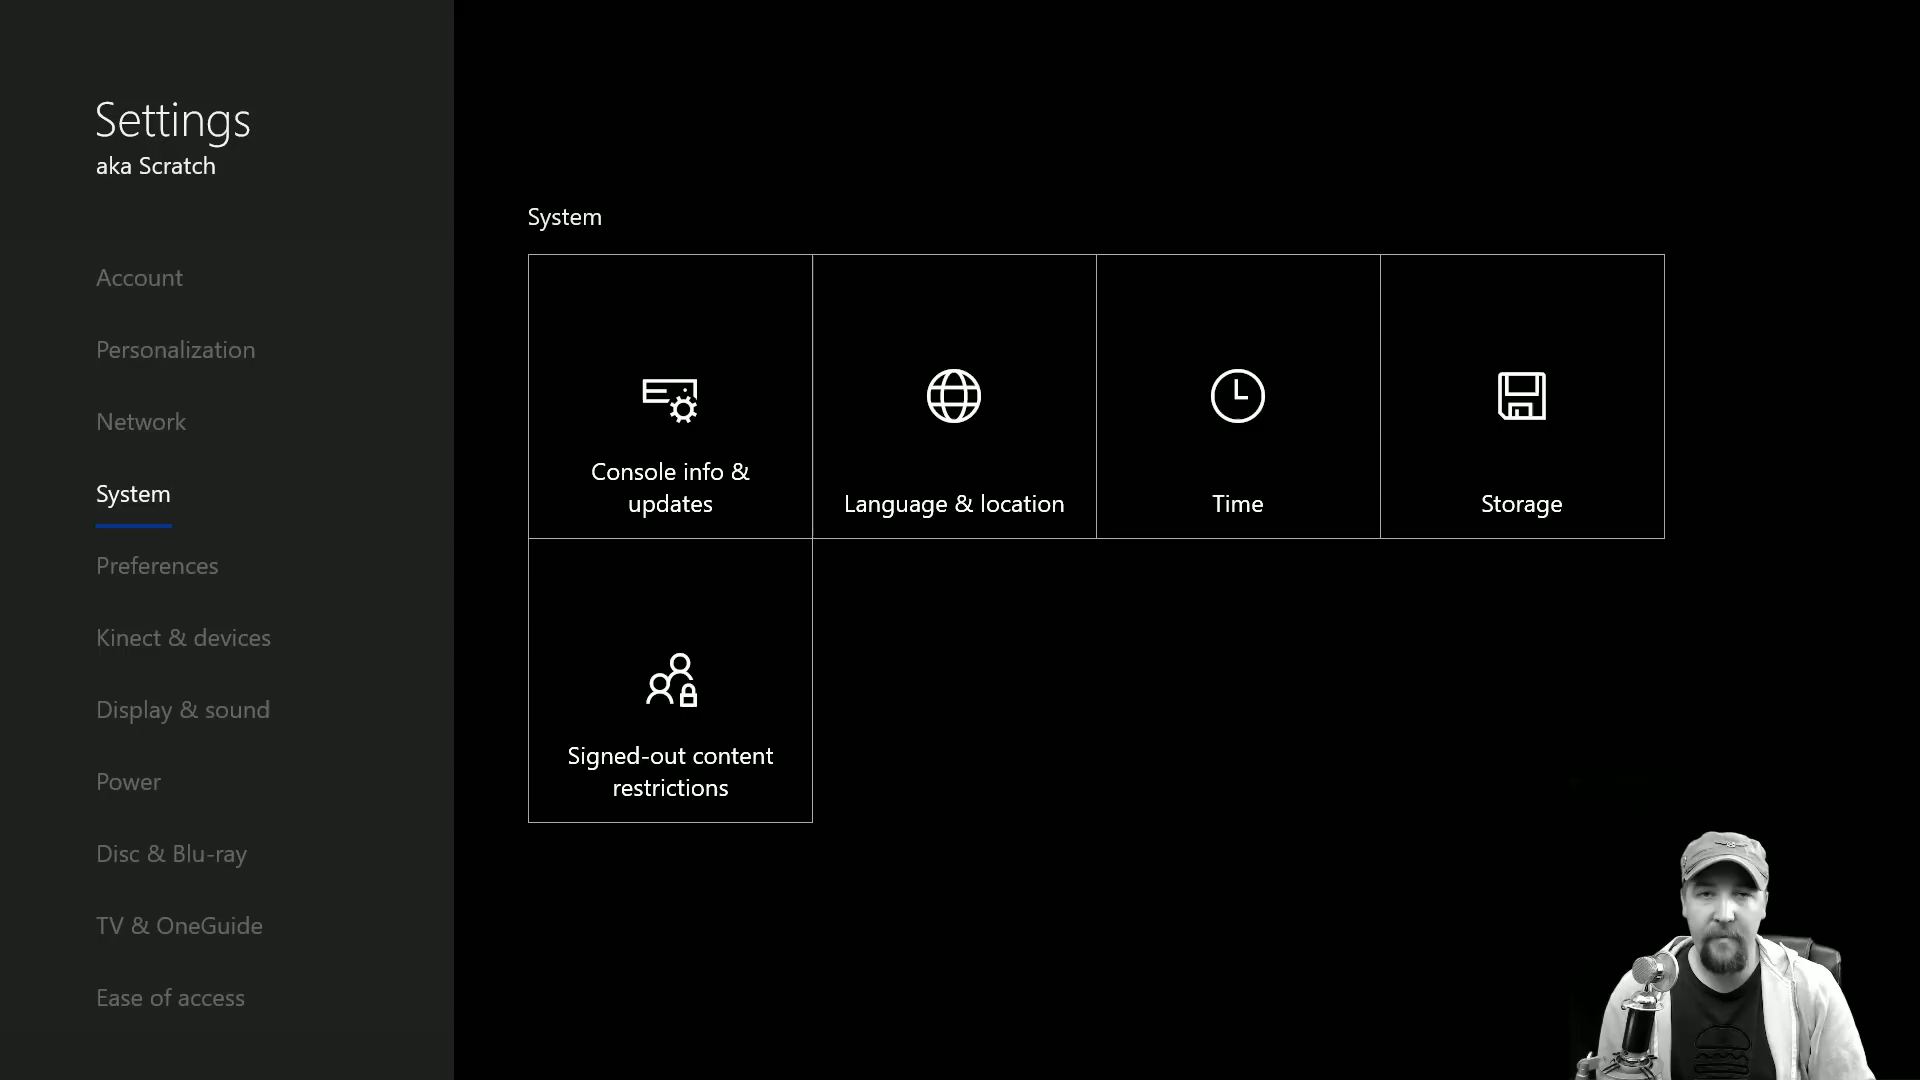 Settings
aka Scratch
Account
Personalization
Network
System
Preferences
Kinect & devices
Display & sound
Power
Disc & Blu-ray
TV & OneGuide
Ease of access
System
Console info &
updates
Language & location
Time
Storage
Signed-out content
restrictions